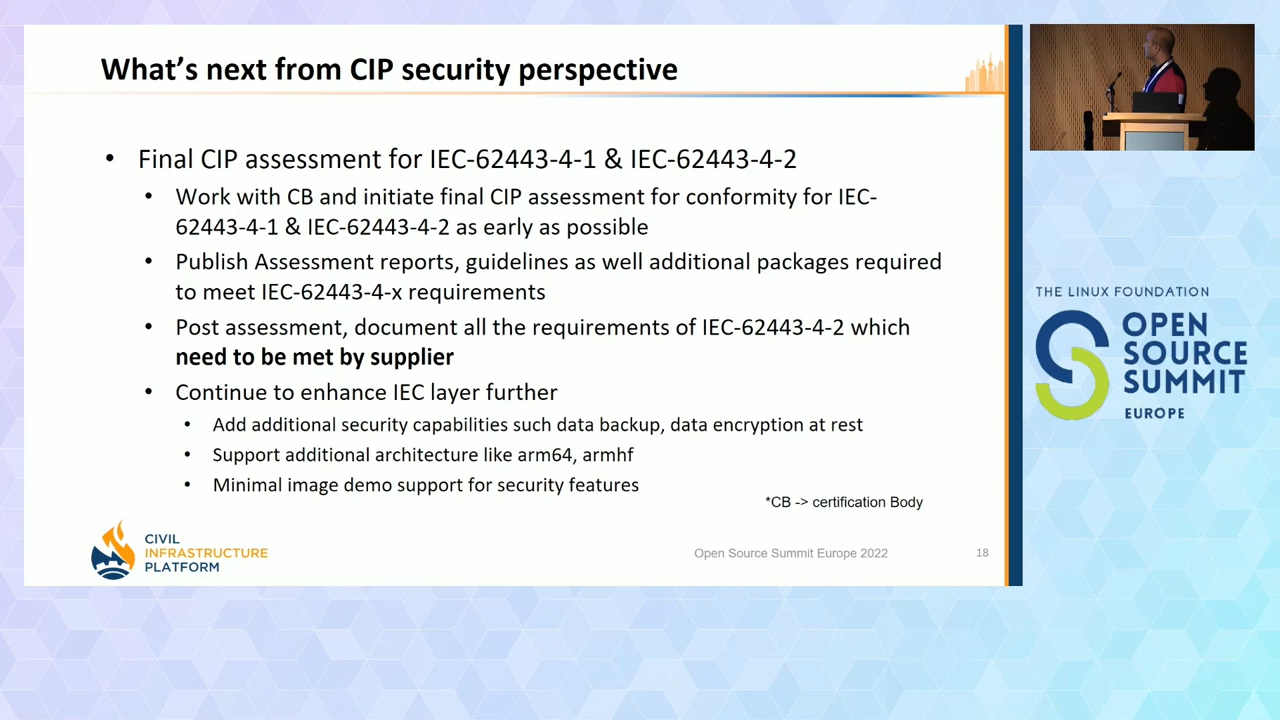 What's next from CIP security perspective
• Final CIP assessment for IEC-62443-4-1 & IEC-62443-4-2
• Work with CB and initiate final CIP assessment for conformity for IEC-
62443-4-1 & IEC-62443-4-2 as early as possible
• Publish Assessment reports, guidelines as well additional packages required
to meet IEC-62443-4-x requirements
• Post assessment, document all the requirements of IEC-62443-4-2 which
need to be met by supplier
• Continue to enhance IEC layer further
• Add additional security capabilities such data backup, data encryption at rest
• Support additional architecture like arm64, armhf
• Minimal image demo support for security features
*CB -> certification Body
CIVIL
INFRASTRUCTURE
PLATFORM
Open Source Summit Europe 2022
18
THE LINUX FOUNDATION
OPEN
SOURCE
SUMMIT
EUROPE